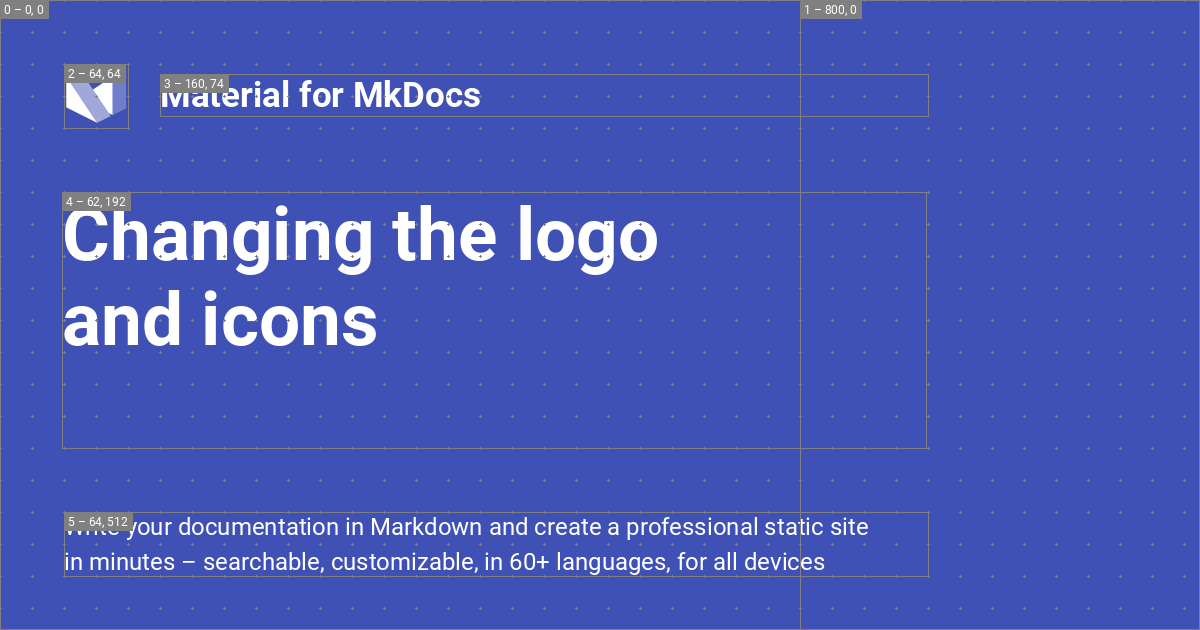 0 – 0, 0
1 – 800, 0
2 – 64, 64
3 – 160, 74
Material for MkDocs
4 – 62, 192
Changing the logo
and icons
5 – 64, 512
Write your documentation in Markdown and create a professional static site
in minutes – searchable, customizable, in 60+ languages, for all devices